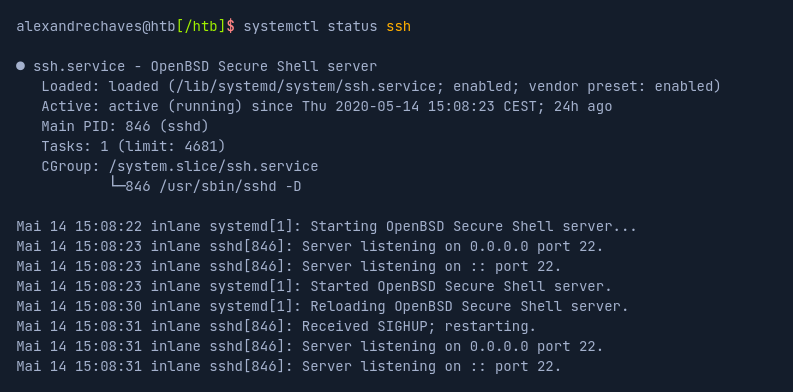 alexandrechaves@htb[/htb]$ systemctl status ssh
● ssh.service - OpenBSD Secure Shell server
Loaded: loaded (/lib/systemd/system/ssh.service; enabled; vendor preset: enabled)
Active: active (running) since Thu 2020-05-14 15:08:23 CEST; 24h ago
Main PID: 846 (sshd)
Tasks: 1 (limit: 4681)
CGroup: /system.slice/ssh.service
└─846 /usr/sbin/sshd -D
Mai 14 15:08:22 inlane systemd[1]: Starting OpenBSD Secure Shell server...
Mai 14 15:08:23 inlane sshd[846]: Server listening on 0.0.0.0 port 22.
Mai 14 15:08:23 inlane sshd[846]: Server listening on :: port 22.
Mai 14 15:08:23 inlane systemd[1]: Started OpenBSD Secure Shell server.
Mai 14 15:08:30 inlane systemd[1]: Reloading OpenBSD Secure Shell server.
Mai 14 15:08:31 inlane sshd[846]: Received SIGHUP; restarting.
Mai 14 15:08:31 inlane sshd[846]: Server listening on 0.0.0.0 port 22.
Mai 14 15:08:31 inlane sshd[846]: Server listening on :: port 22.